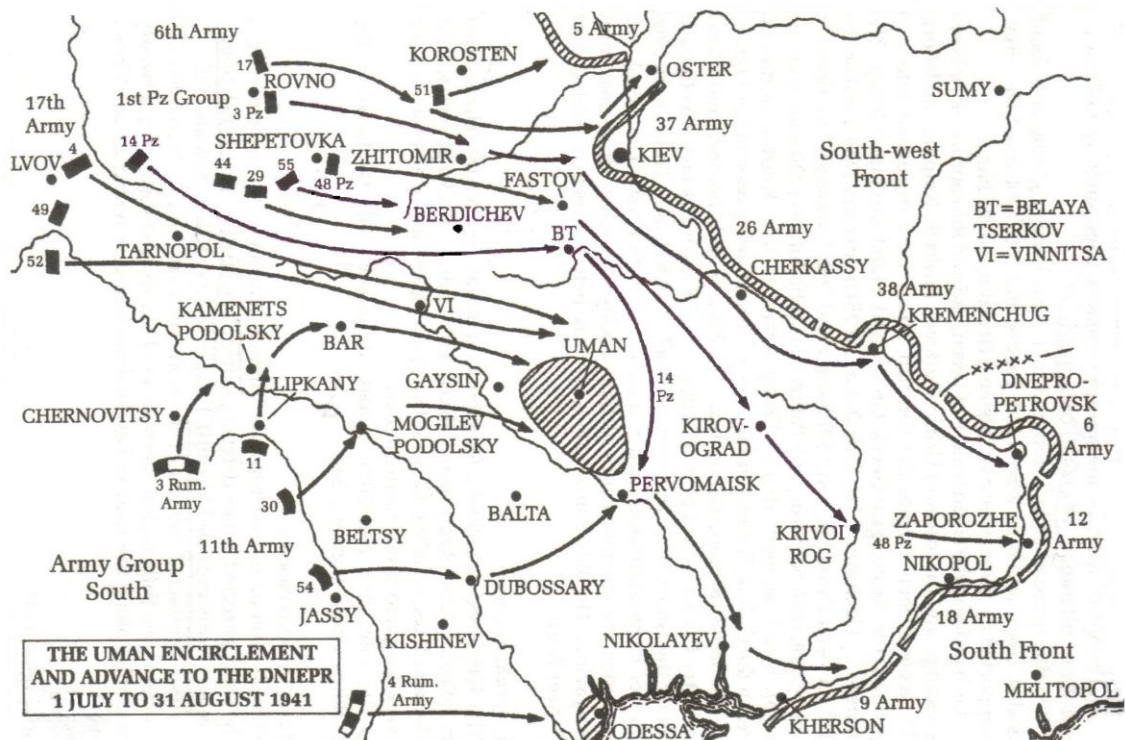 6th Army
5 Army
KOROSTEN
17
ROVNO
OSTER
51
SUMY
1st Pz Group
3 Pz
17th
Army
37 Army
14 Pz
4
SHEPETOVKA
ZHITOMIR
KIEV
South-west
Front
LVOV
44
29
55
48 Pz
FASTOV
BERDICHEV
BT=BELAYA
TSERKOV
VI=VINNITSA
49
BT
26 Army
TARNOPOL
52
CHERKASSY
38 Army
KREMENCHUG
VI
KAMENETS
PODOLSKY
BAR
UMAN
GAYSIN
14
Pz
DNEPRO-
PETROVSK
LIPKANY
CHERNOVITSY
MOGILEV
PODOLSKY
KIROV-
OGRAD
6
Army
11
3 Rum.
Army
30
PERVOMAISK
BALTA
BELTSY
KRIVOI
ROG
ZAPOROZHE
12
Army
48 Pz
NIKOPOL
11th Army
Army Group
South
54
DUBOSSARY
JASSY
18 Army
KISHINEV
NIKOLAYEV
South Front
THE UMAN ENCIRCLEMENT
AND ADVANCE TO THE DNIEPR
1 JULY TO 31 AUGUST 1941
4 Rum.
Army
MELITOPOL
9 Army
KHERSON
ODESSA